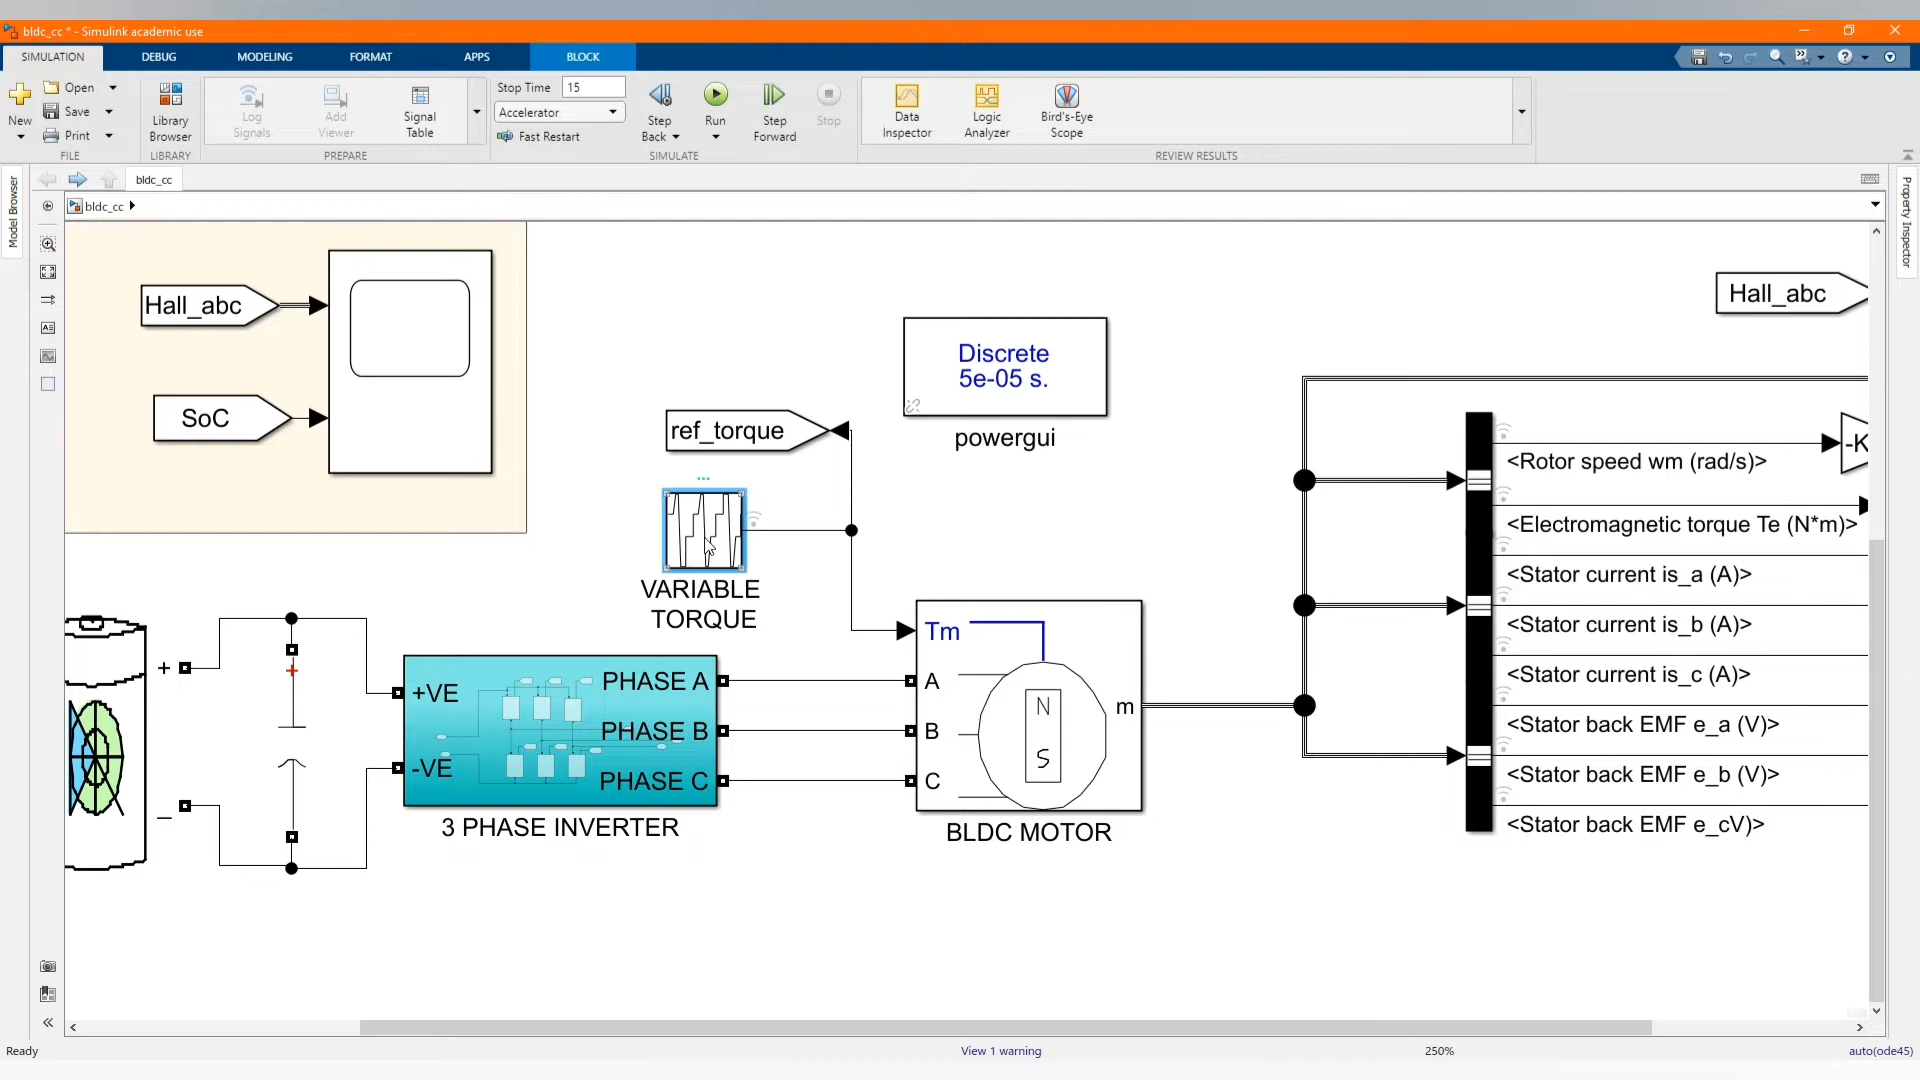 bldc_cc * - Simulink academic use
SIMULATION DEBUG MODELING FORMAT APPS BLOCK
New
Open
Save
Print
FILE
Library Browser
LIBRARY
Log Signals
Add Viewer
Signal Table
PREPARE
Stop Time 15
Accelerator
Fast Restart
Step Back
Run
Step Forward
Stop
SIMULATE
Data Inspector
Logic Analyzer
Bird's-Eye Scope
REVIEW RESULTS
Model Browser
bldc_cc
bldc_cc
Property Inspector
Hall_abc
SoC
ref_torque
Discrete
5e-05 s.
powergui
Hall_abc
VARIABLE
TORQUE
-K
<Rotor speed wm (rad/s)>
<Electromagnetic torque Te (N*m)>
<Stator current is_a (A)>
<Stator current is_b (A)>
<Stator current is_c (A)>
<Stator back EMF e_a (V)>
<Stator back EMF e_b (V)>
<Stator back EMF e_cV)>
+
_
+
+VE
-VE
PHASE A
PHASE B
PHASE C
3 PHASE INVERTER
Tm
A
B
C
N
S
m
BLDC MOTOR
Ready
View 1 warning
250%
auto(ode45)